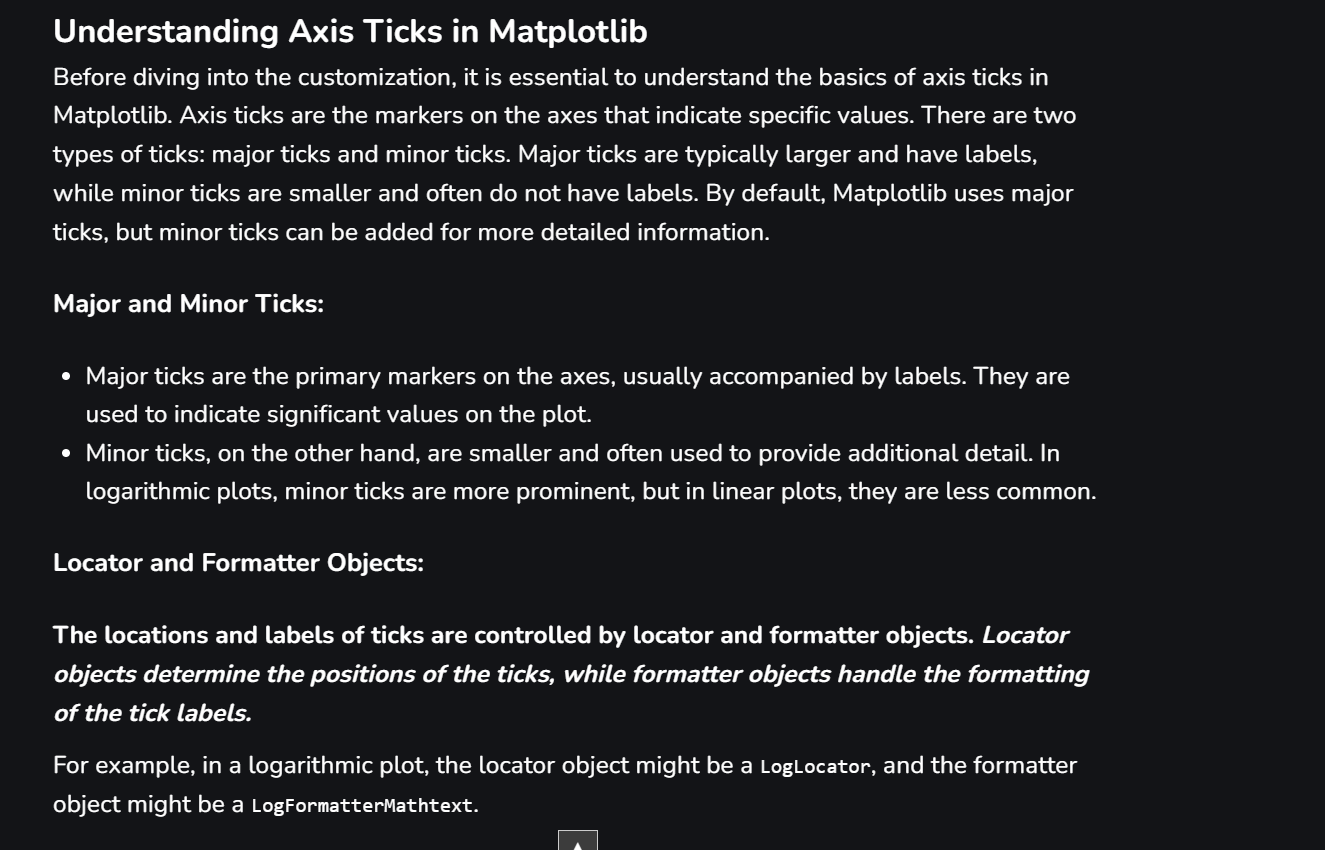 Understanding Axis Ticks in Matplotlib
Before diving into the customization, it is essential to understand the basics of axis ticks in
Matplotlib. Axis ticks are the markers on the axes that indicate specific values. There are two
types of ticks: major ticks and minor ticks. Major ticks are typically larger and have labels,
while minor ticks are smaller and often do not have labels. By default, Matplotlib uses major
ticks, but minor ticks can be added for more detailed information.
Major and Minor Ticks:
• Major ticks are the primary markers on the axes, usually accompanied by labels. They are
used to indicate significant values on the plot.
• Minor ticks, on the other hand, are smaller and often used to provide additional detail. In
logarithmic plots, minor ticks are more prominent, but in linear plots, they are less common.
Locator and Formatter Objects:
The locations and labels of ticks are controlled by locator and formatter objects. Locator
objects determine the positions of the ticks, while formatter objects handle the formatting
of the tick labels.
For example, in a logarithmic plot, the locator object might be a LogLocator, and the formatter
object might be a LogFormatterMathtext.